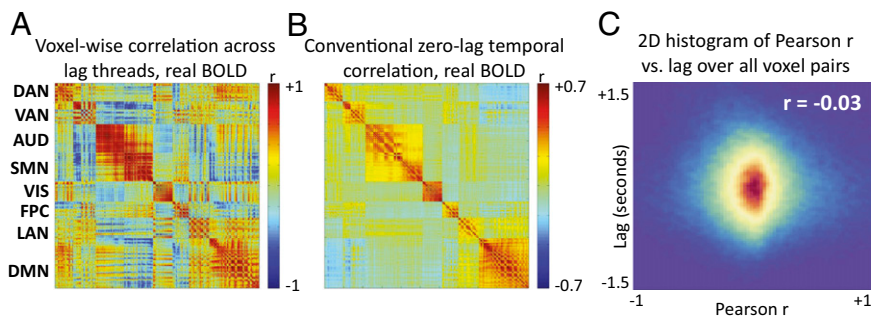 A
Voxel-wise correlation across
lag threads, real BOLD
r
+1
-1
DAN
VAN
AUD
SMN
VIS
FPC
LAN
DMN
B
Conventional zero-lag temporal
correlation, real BOLD
r
+0.7
-0.7
C
2D histogram of Pearson r
vs. lag over all voxel pairs
+1.5
r = -0.03
Lag (seconds)
-1.5
-1
+1
Pearson r